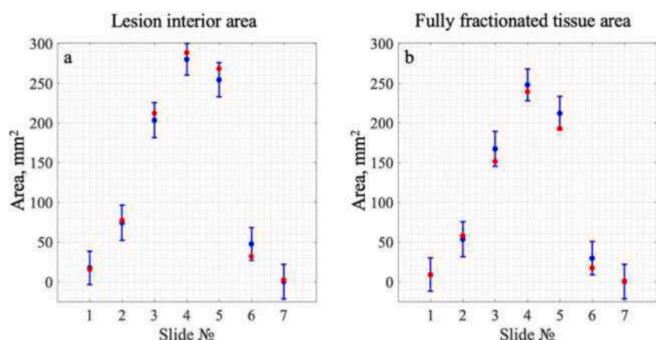 Lesion interior area
Fully fractionated tissue area
a
300
250
200
150
100
50
0
Area, mm²
1 2 3 4 5 6 7
Slide №
b
300
250
200
150
100
50
0
Area, mm²
1 2 3 4 5 6 7
Slide №